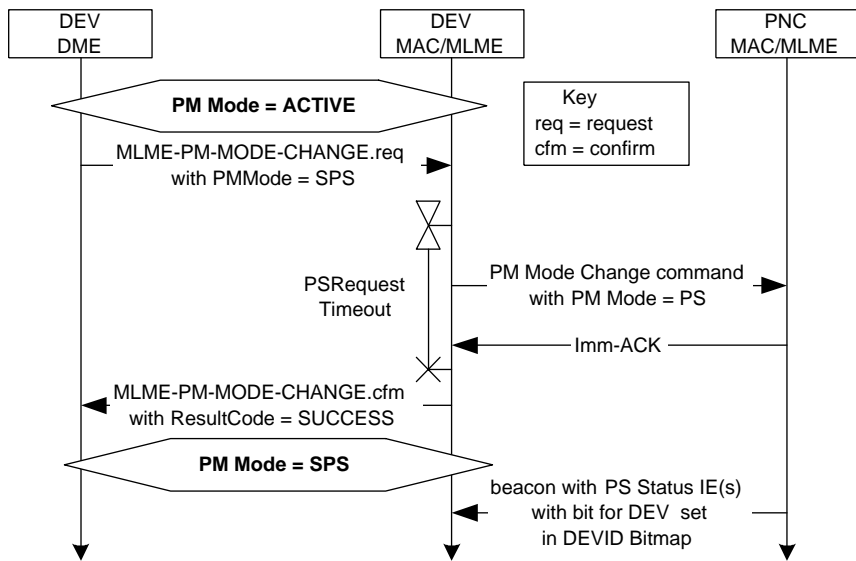 DEV
DME
DEV
MAC/MLME
PNC
MAC/MLME
PM Mode = ACTIVE
Key
req = request
cfm = confirm
MLME-PM-MODE-CHANGE.req
with PMMode = SPS
PSRequest
Timeout
PM Mode Change command
with PM Mode = PS
Imm-ACK
MLME-PM-MODE-CHANGE.cfm
with ResultCode = SUCCESS
PM Mode = SPS
beacon with PS Status IE(s)
with bit for DEV set
in DEVID Bitmap